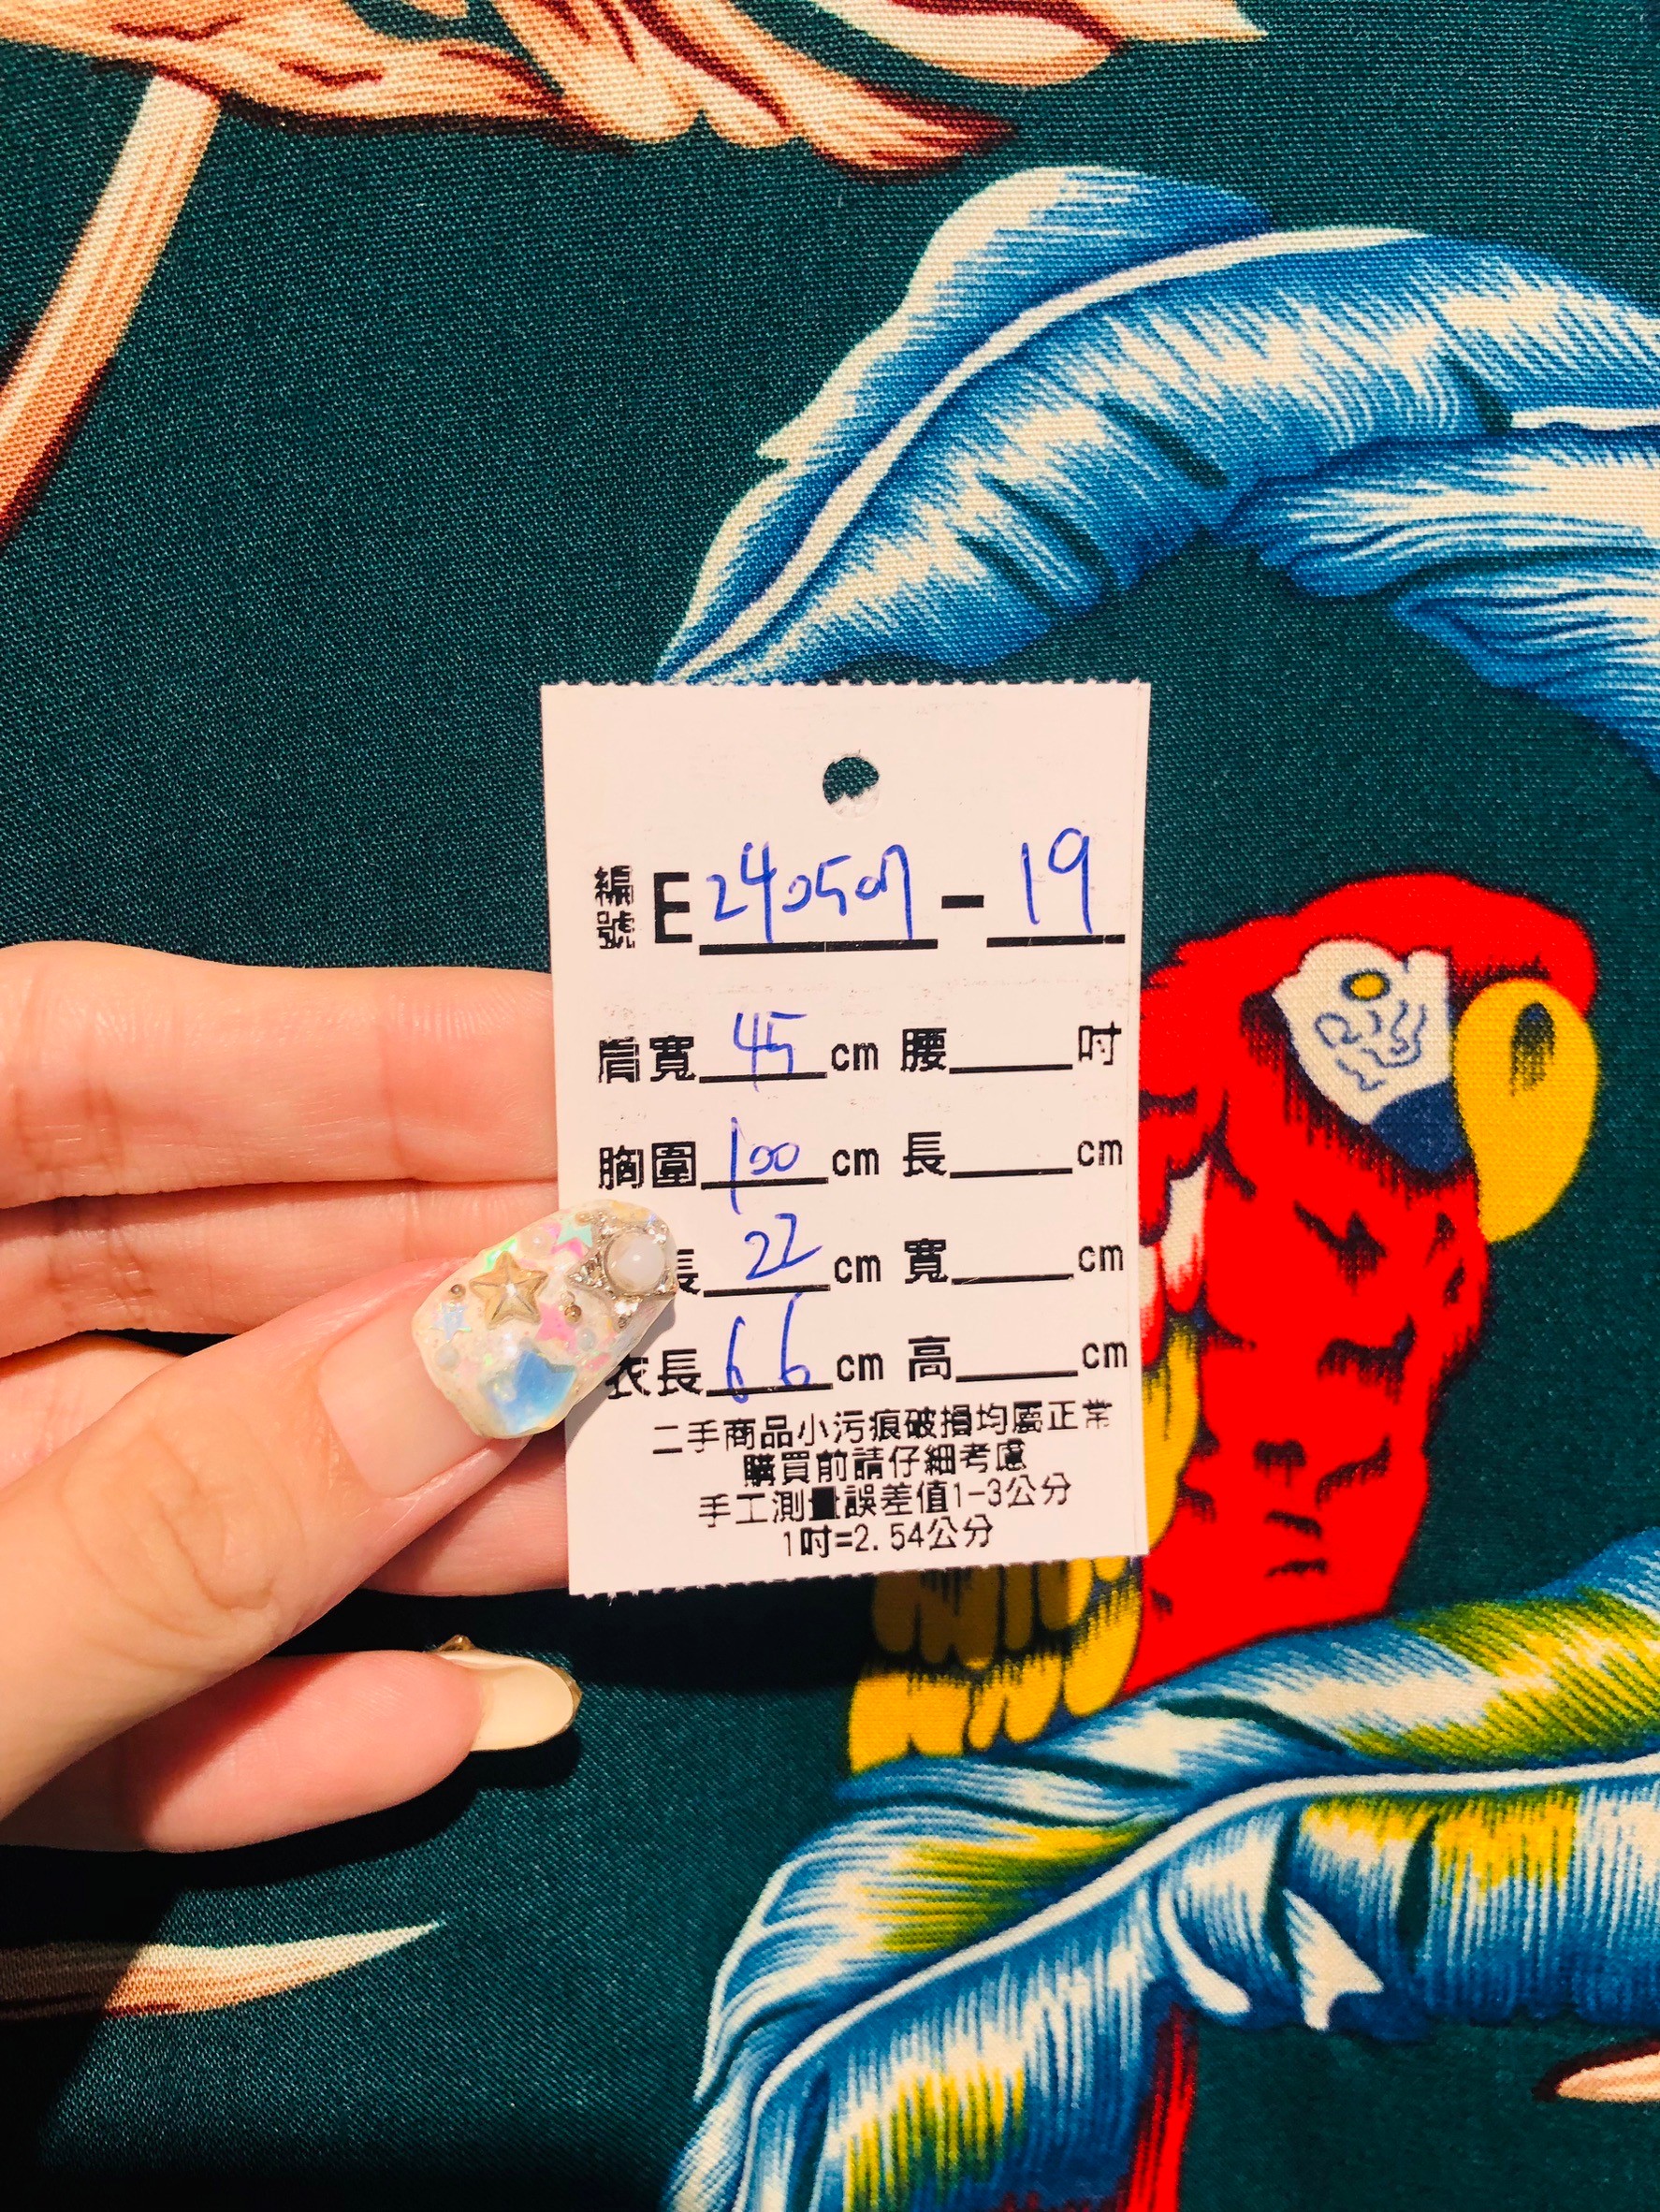 編號 E 240507 - 19
肩寬 45 cm 腰 吋
胸圍 100 cm 長 cm
長 22 cm 寬 cm
衣長 66 cm 高 cm
二手商品小污痕破損均屬正常
購買前請仔細考慮
手工測量誤差值1-3公分
1吋=2.54公分